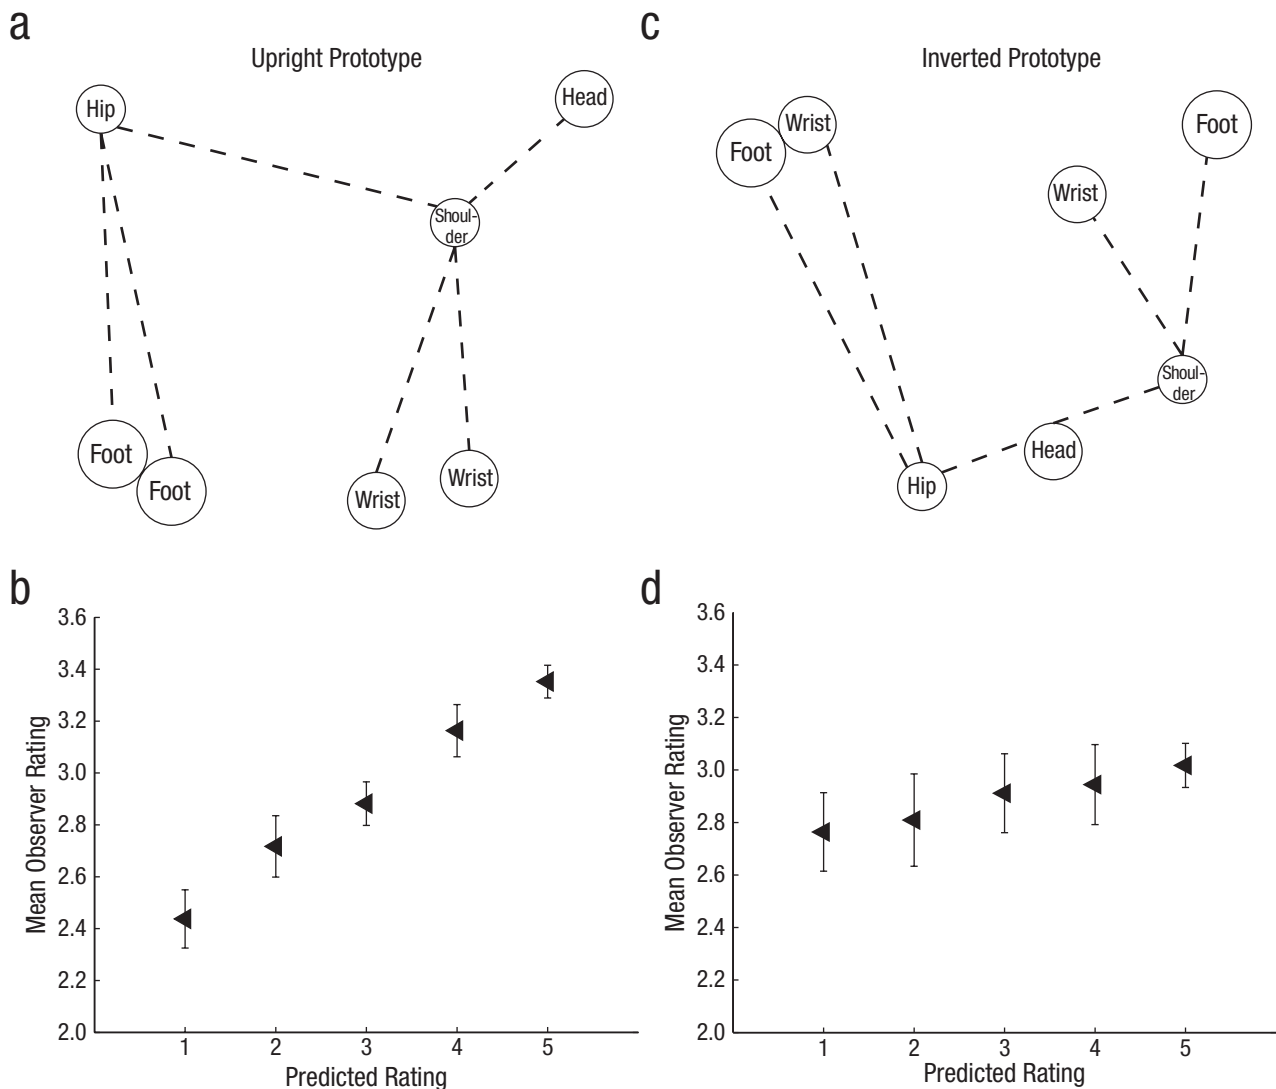 a
Upright Prototype
Hip
Head
Shoul-
der
Foot
Foot
Wrist
Wrist
c
Inverted Prototype
Foot
Wrist
Foot
Wrist
Shoul-
der
Head
Hip
b
3.6
3.4
3.2
3.0
2.8
2.6
2.4
2.2
2.0
Mean Observer Rating
1 2 3 4 5
Predicted Rating
d
3.6
3.4
3.2
3.0
2.8
2.6
2.4
2.2
2.0
Mean Observer Rating
1 2 3 4 5
Predicted Rating